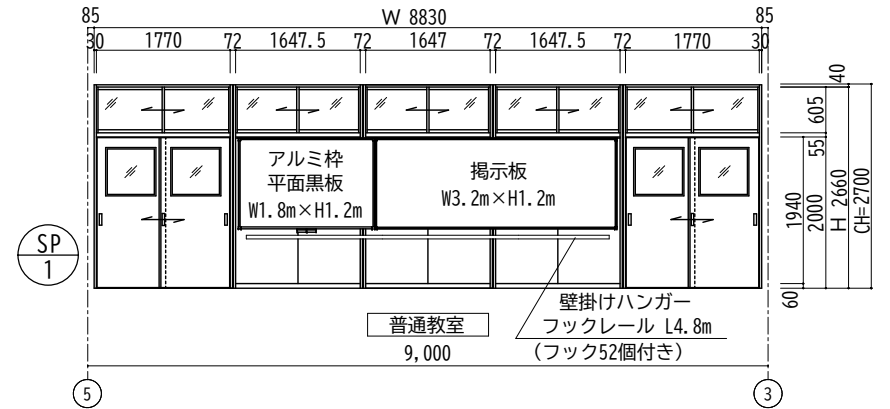 85 W 8830 85
30 1770 72 1647.5 72 1647 72 1647.5 72 1770 30
アルミ枠
平面黒板
W1.8m×H1.2m
掲示板
W3.2m×H1.2m
40
605
55
1940
2000
H 2660
CH=2700
60
SP
1
壁掛けハンガー
フックレール L4.8m
(フック52個付き)
普通教室
9,000
5
3